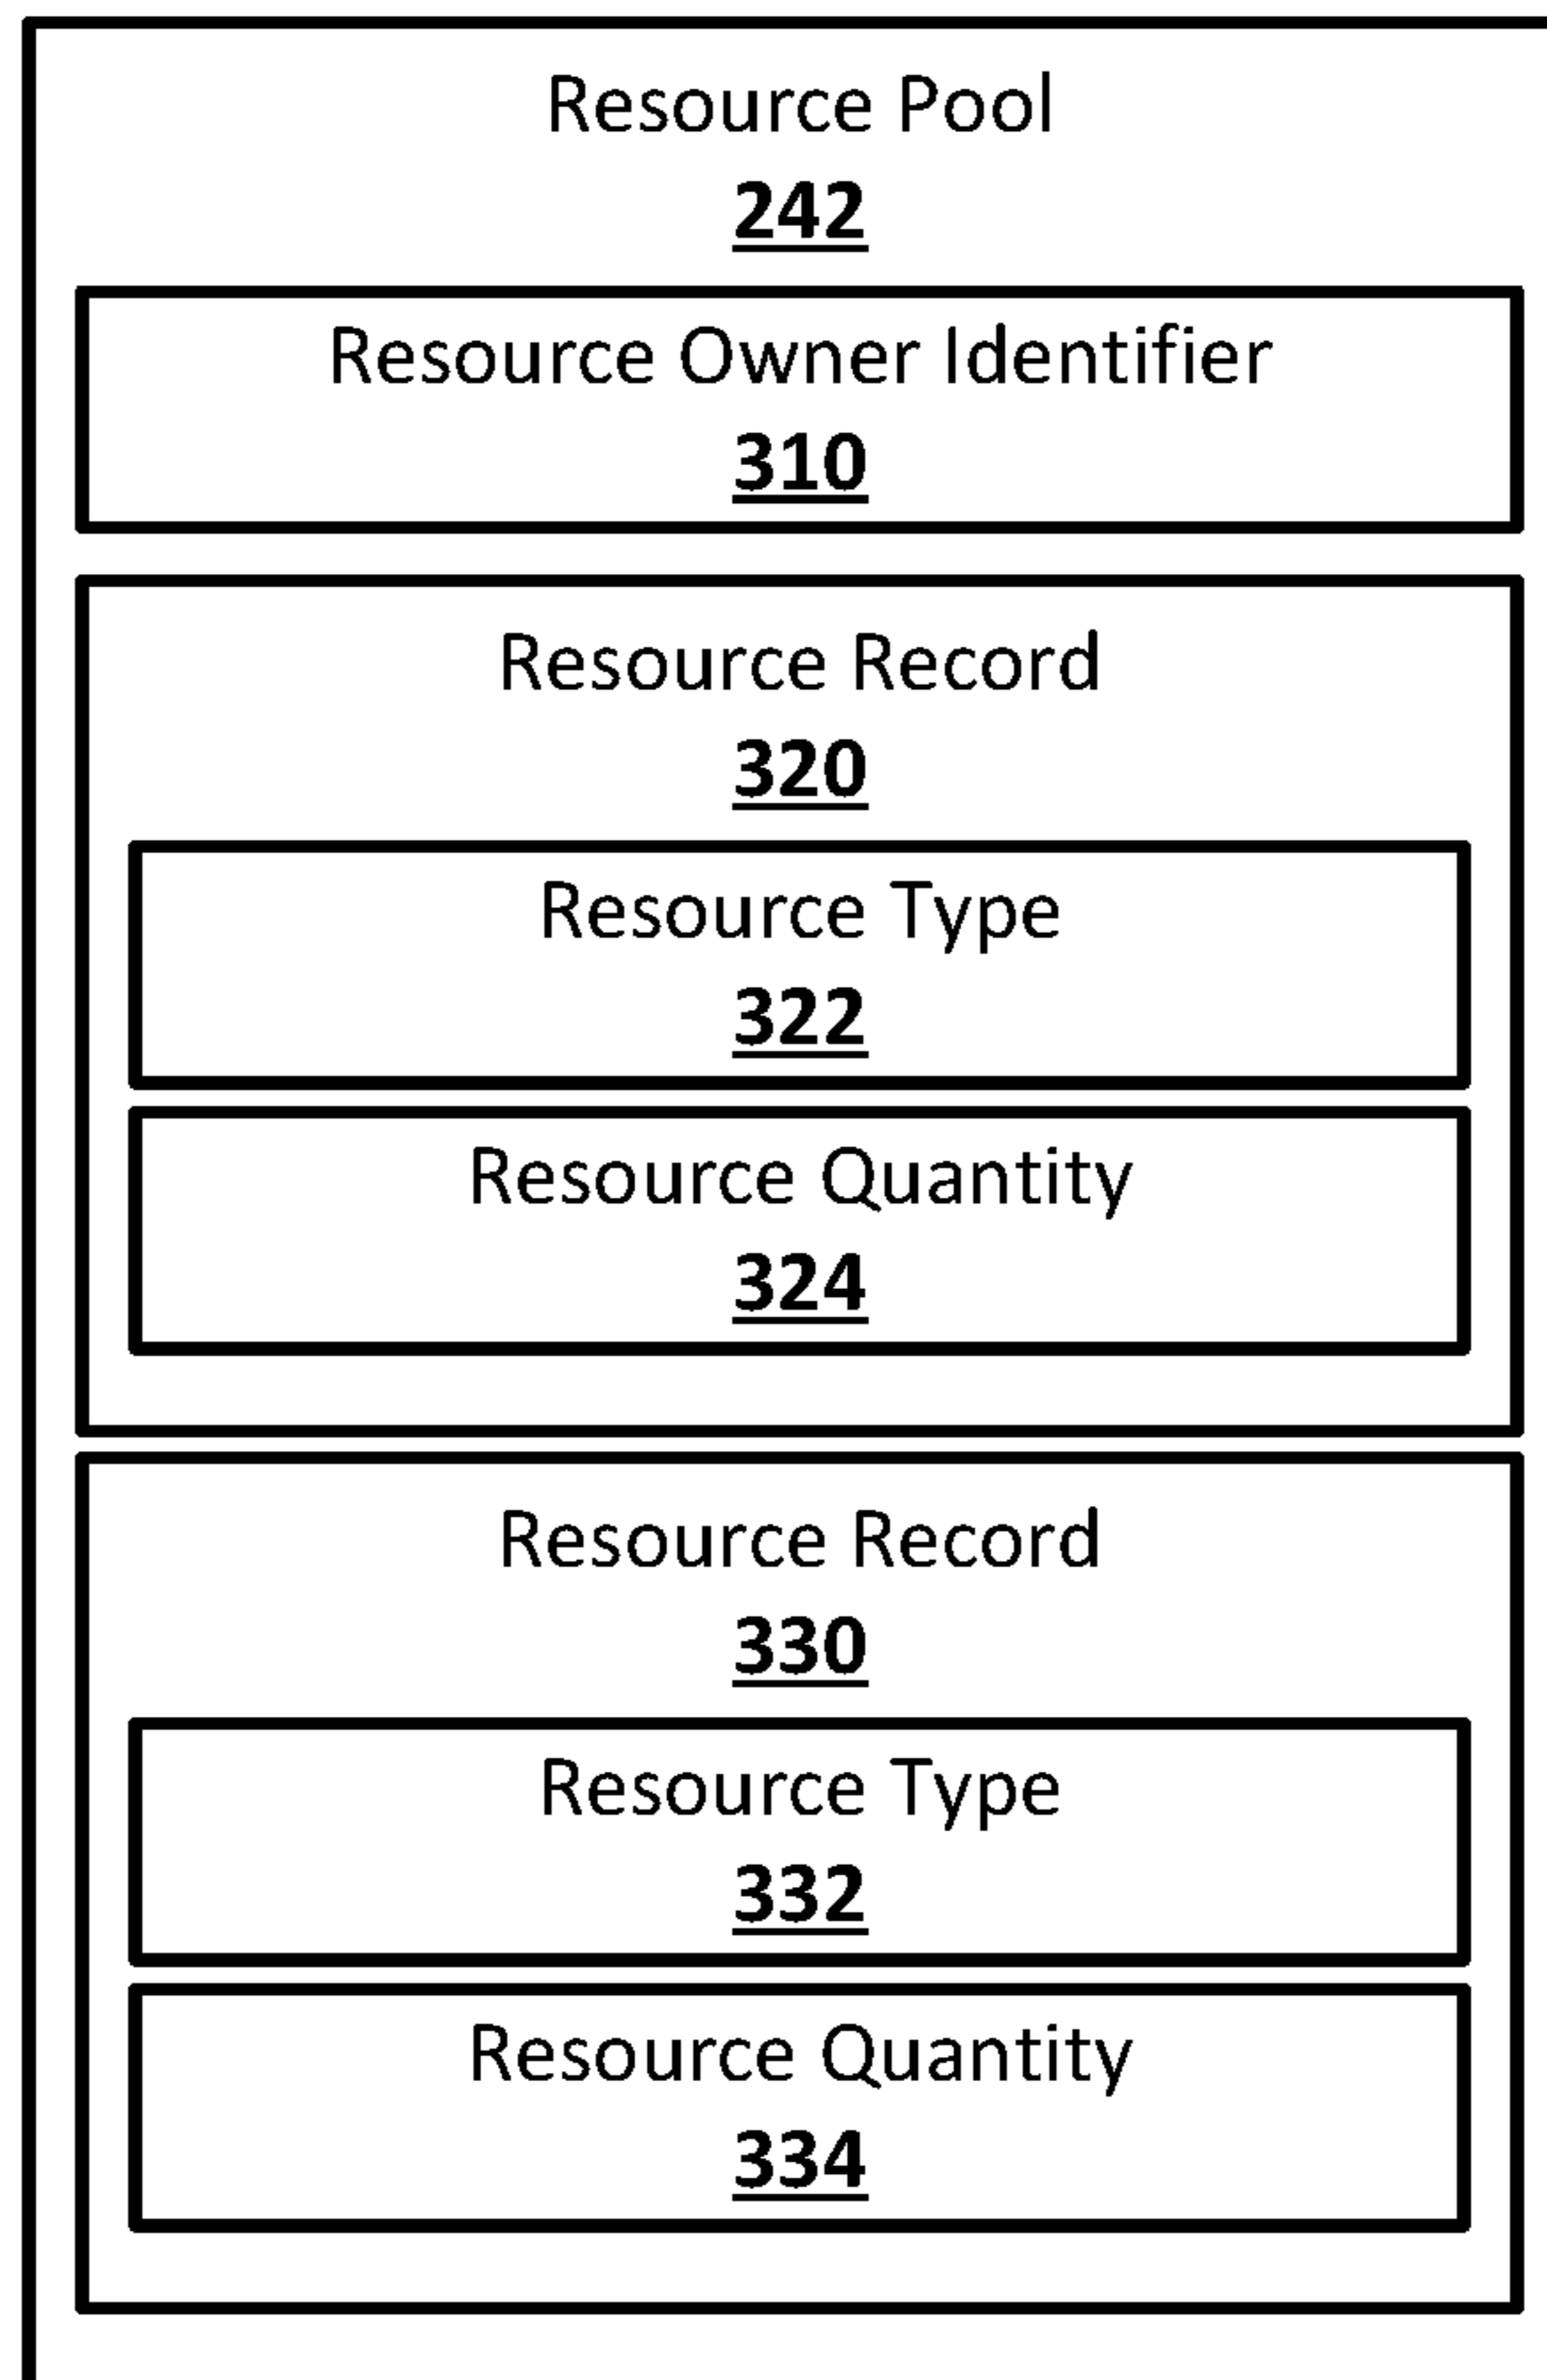 Resource Pool
242
Resource Owner Identifier
310
Resource Record
320
Resource Type
322
Resource Quantity
324
Resource Record
330
Resource Type
332
Resource Quantity
334